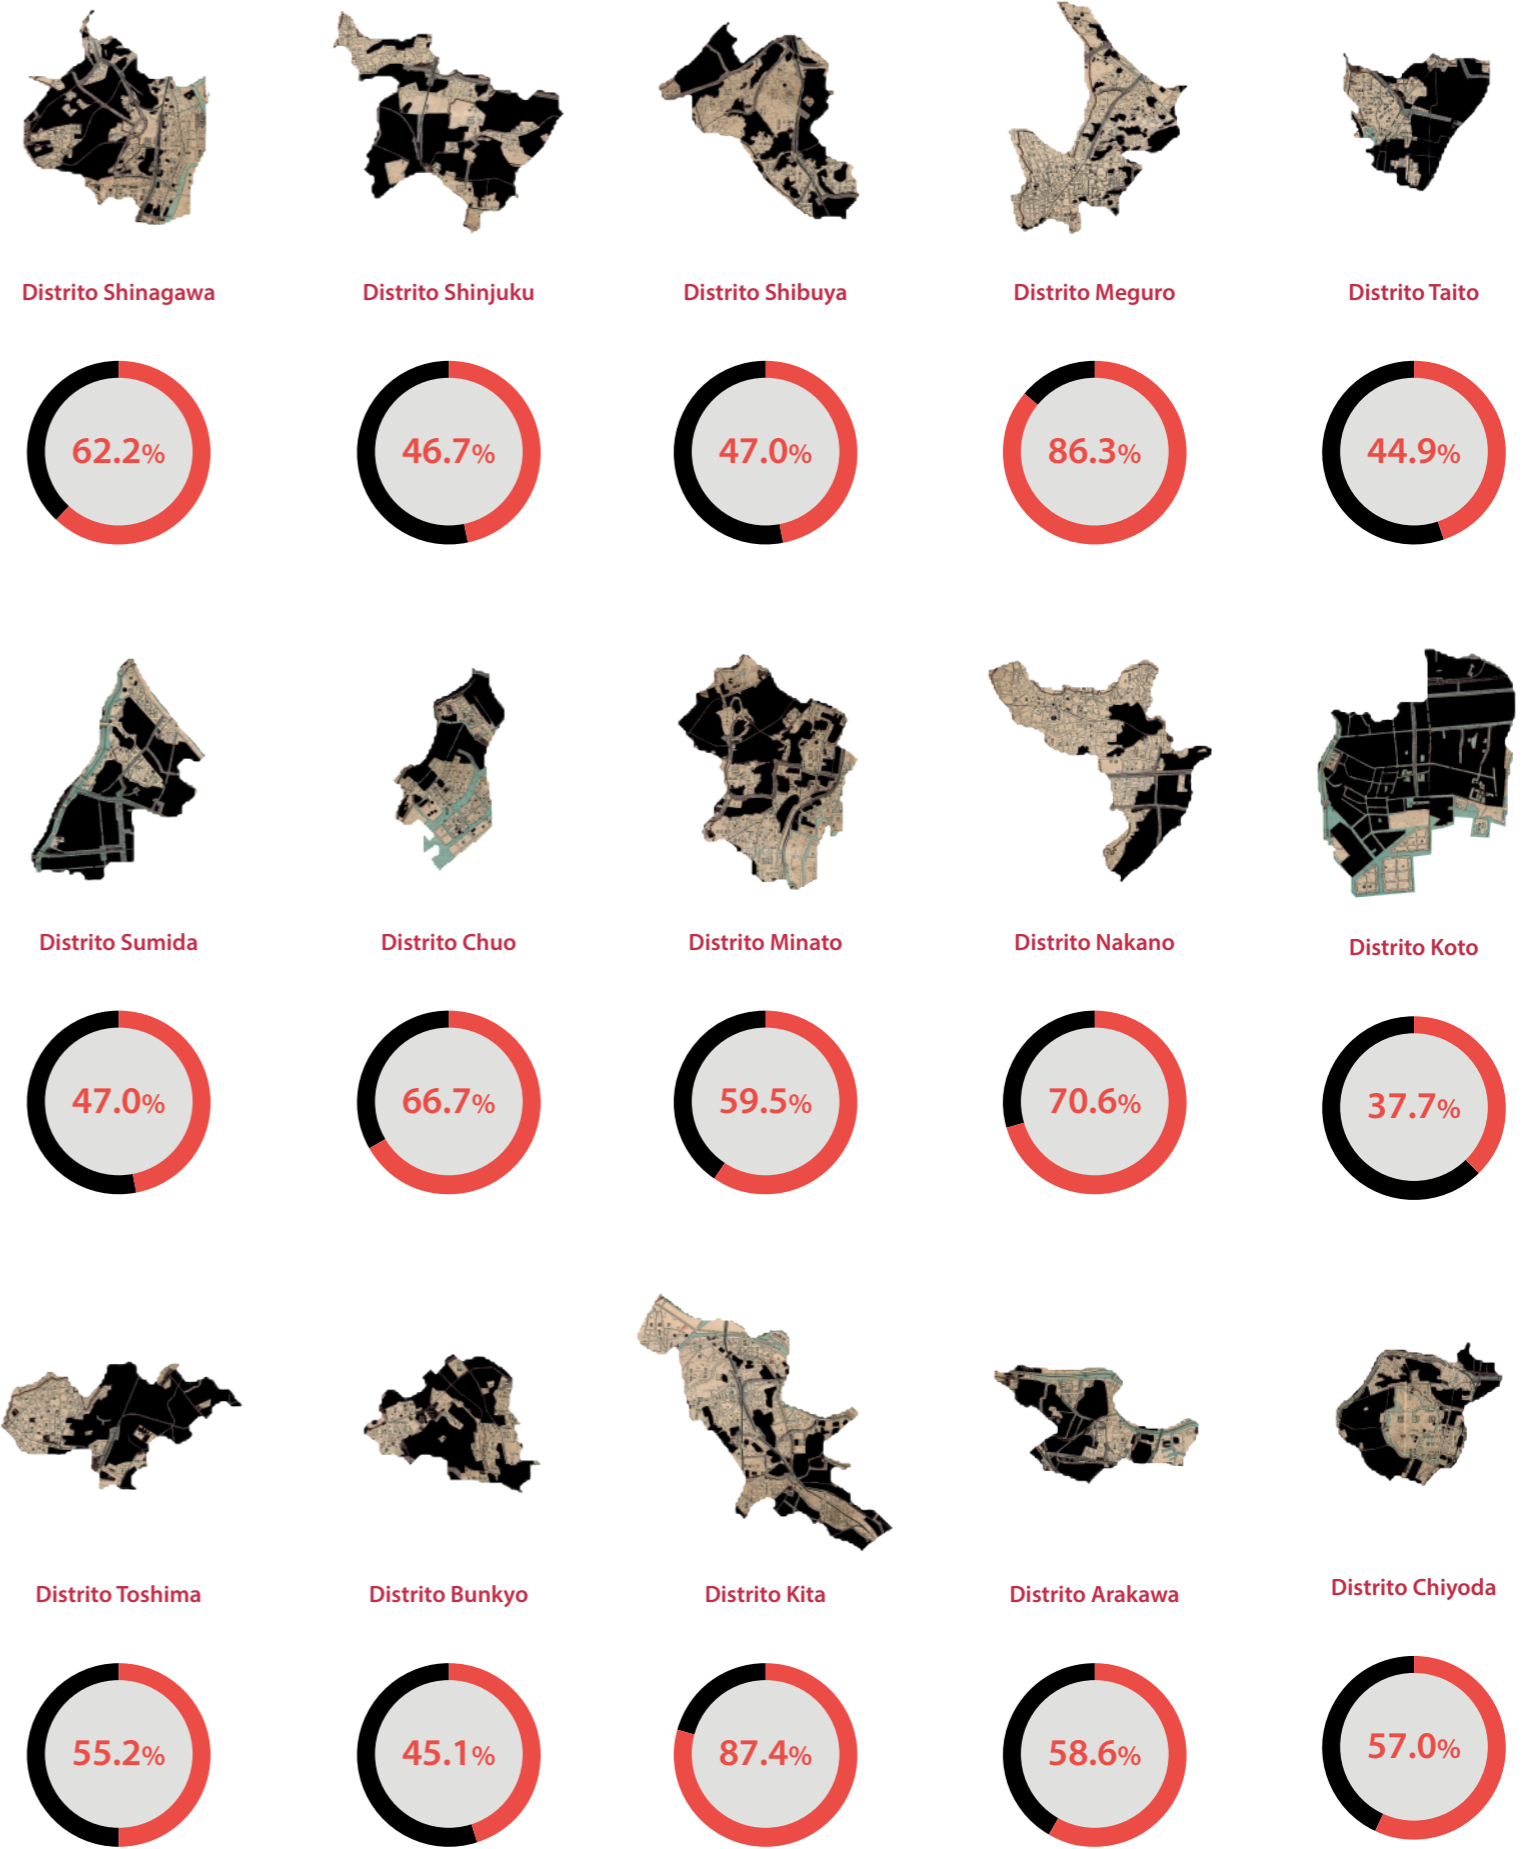 Distrito Shinagawa
Distrito Shinjuku
Distrito Shibuya
Distrito Meguro
Distrito Taito
62.2%
46.7%
47.0%
86.3%
44.9%
Distrito Sumida
Distrito Chuo
Distrito Minato
Distrito Nakano
Distrito Koto
47.0%
66.7%
59.5%
70.6%
37.7%
Distrito Toshima
Distrito Bunkyo
Distrito Kita
Distrito Arakawa
Distrito Chiyoda
55.2%
45.1%
87.4%
58.6%
57.0%